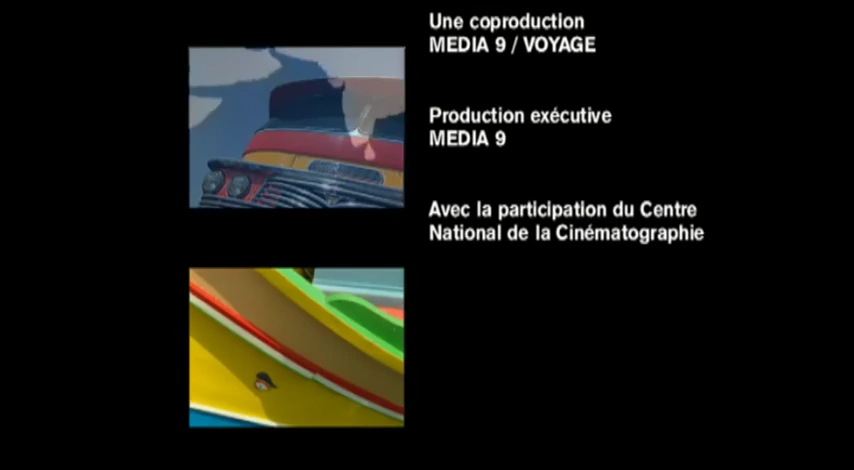 Une coproduction
MEDIA 9 / VOYAGE
Production exécutive
MEDIA 9
Avec la participation du Centre
National de la Cinématographie